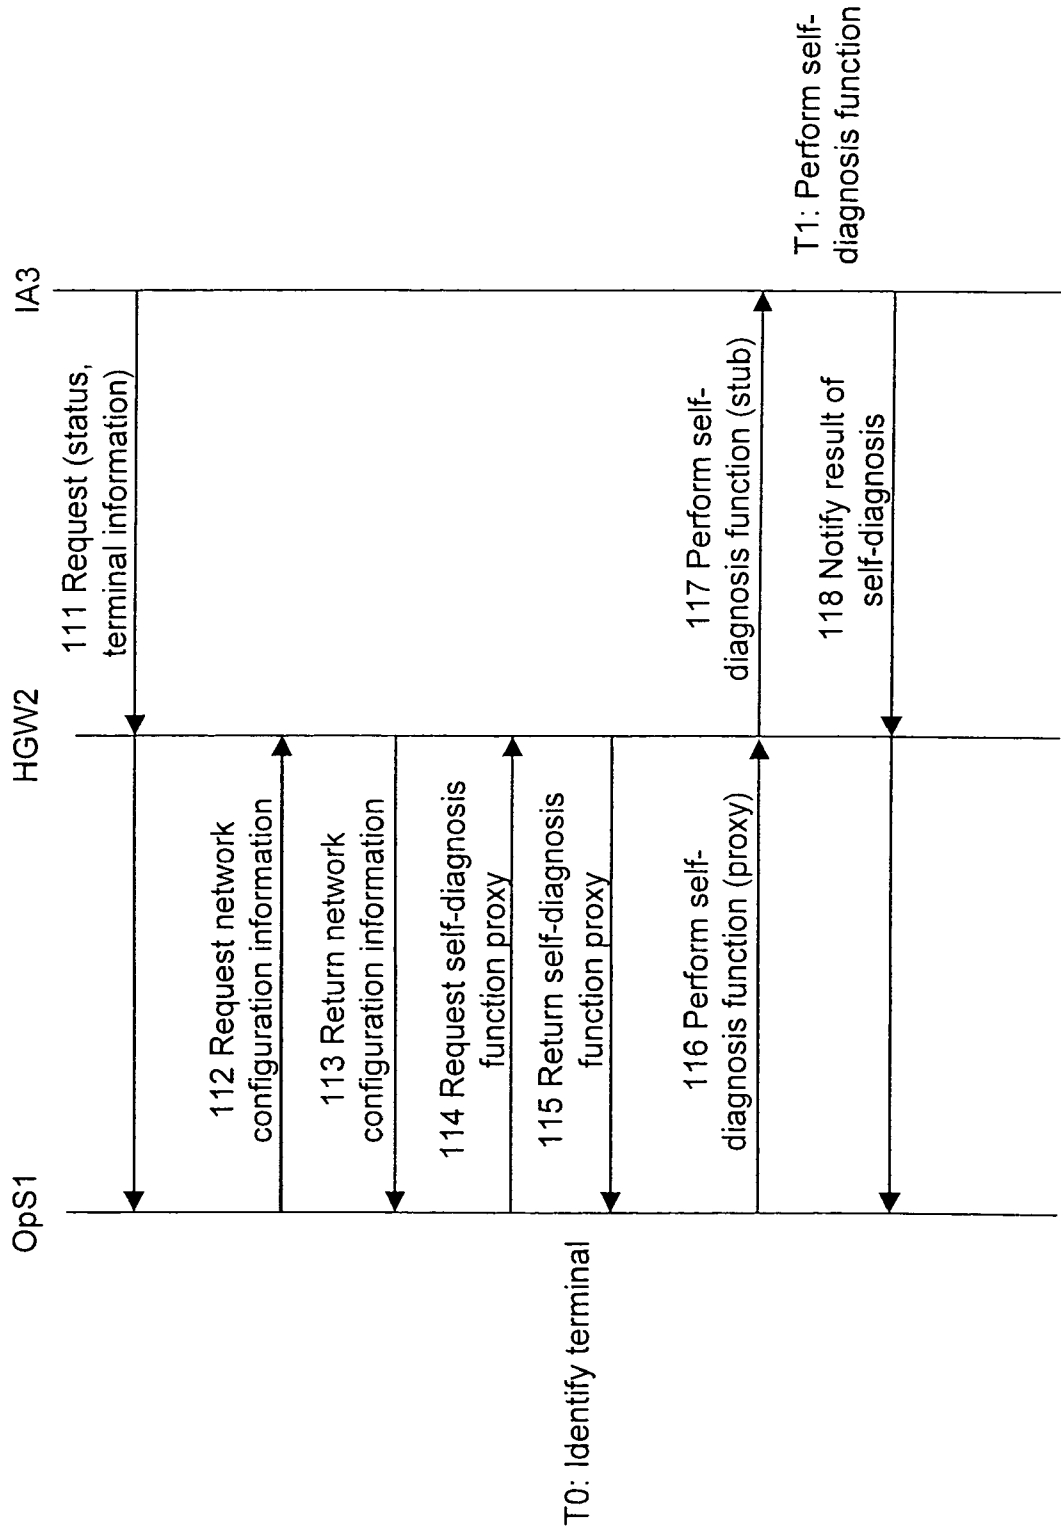 OpS1
HGW2
IA3
111 Request (status,
terminal information)
112 Request network
configuration information
113 Return network
configuration information
114 Request self-diagnosis
function proxy
115 Return self-diagnosis
function proxy
T0: Identify terminal
116 Perform self-
diagnosis function (proxy)
117 Perform self-
diagnosis function (stub)
T1: Perform self-
diagnosis function
118 Notify result of
self-diagnosis